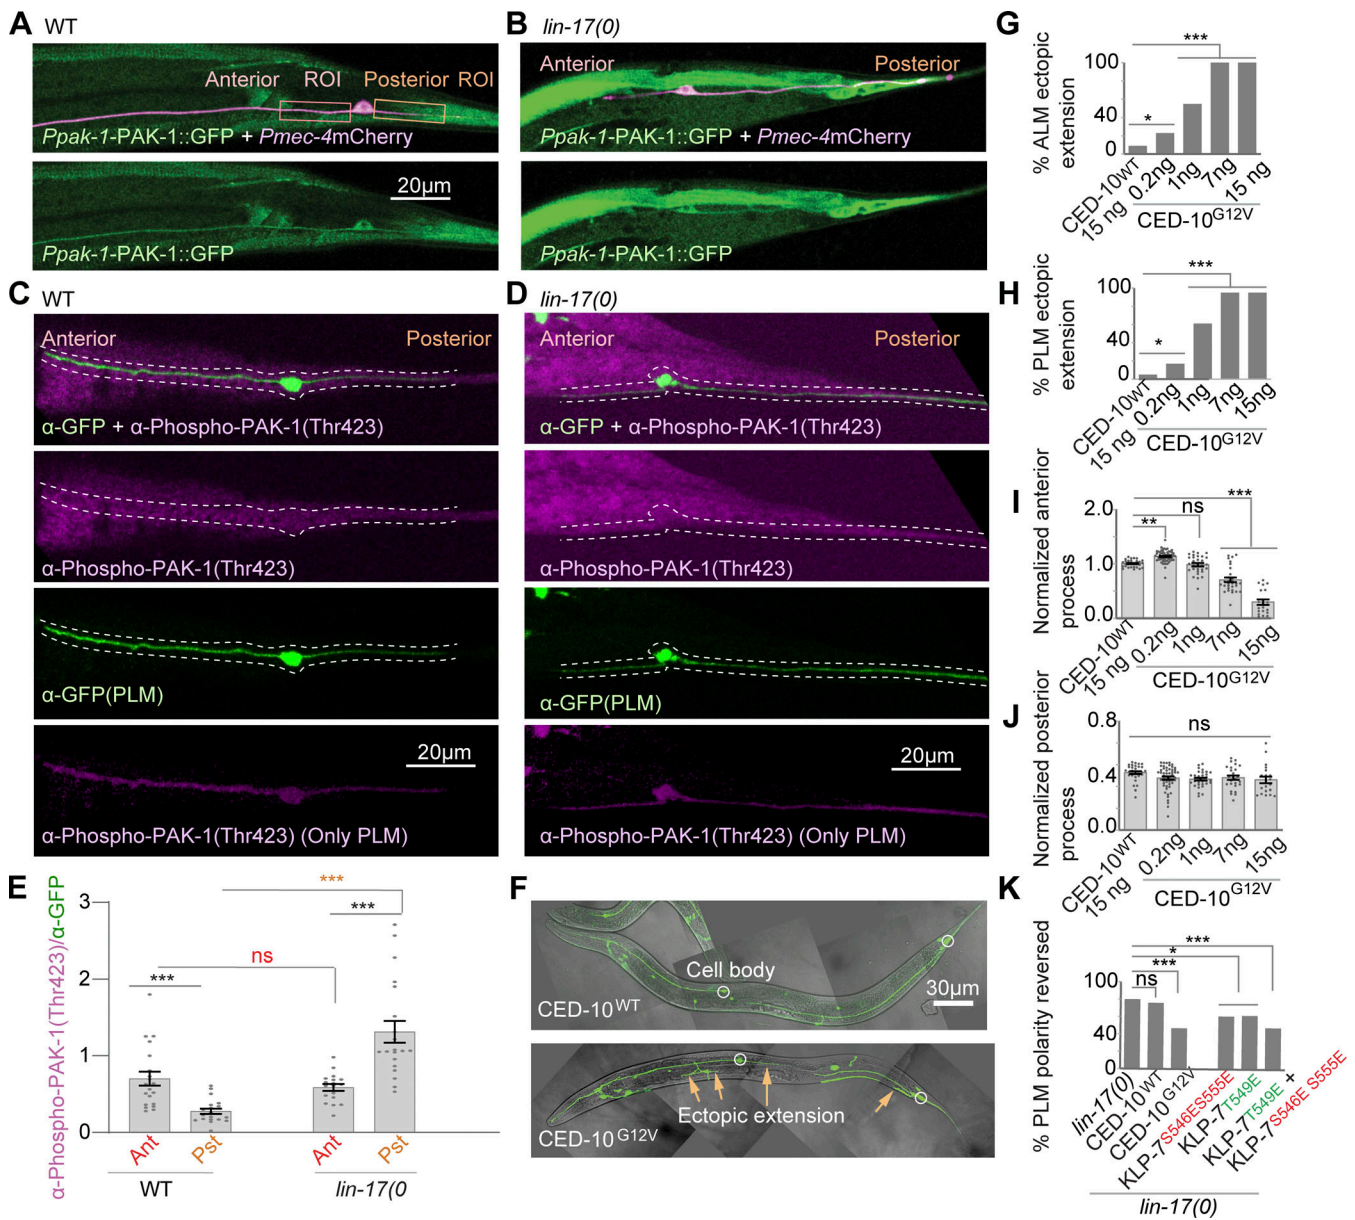 A WT
Anterior ROI Posterior ROI
Ppak-1-PAK-1::GFP + Pmec-4mCherry
20µm
Ppak-1-PAK-1::GFP
B lin-17(0)
Anterior Posterior
Ppak-1-PAK-1::GFP + Pmec-4mCherry
Ppak-1-PAK-1::GFP
C WT
Anterior Posterior
α-GFP + α-Phospho-PAK-1(Thr423)
α-Phospho-PAK-1(Thr423)
α-GFP(PLM)
20µm
α-Phospho-PAK-1(Thr423) (Only PLM)
D lin-17(0)
Anterior Posterior
α-GFP + α-Phospho-PAK-1(Thr423)
α-Phospho-PAK-1(Thr423)
α-GFP(PLM)
20µm
α-Phospho-PAK-1(Thr423) (Only PLM)
E
α-Phospho-PAK-1(Thr423)/α-GFP
3
2
1
0
***
***
ns
***
Ant Pst Ant Pst
WT lin-17(0
F
Cell body
30µm
CED-10WT
Ectopic extension
CED-10G12V
G
% ALM ectopic
extension
100
40
0
***
*
CED-10WT
15 ng
0.2ng
1ng
7ng
15 ng
CED-10G12V
H
% PLM ectopic
extension
100
40
0
***
*
CED-10WT
15 ng
0.2ng
1ng
7ng
15ng
CED-10G12V
I
Normalized anterior
process
2.0
1.0
0.0
***
ns
**
CED-10WT
15 ng
0.2ng
1ng
7ng
15ng
CED-10G12V
J
Normalized posterior
process
0.8
0.4
0.0
ns
CED-10WT
15 ng
0.2ng
1ng
7ng
15ng
CED-10G12V
K
% PLM polarity reversed
100
40
0
***
*
***
ns
lin-17(0)
CED-10WT
CED-10G12V
KLP-7S546ES555E
KLP-7T549E
KLP-7T549E +
KLP-7S546E S555E
lin-17(0)